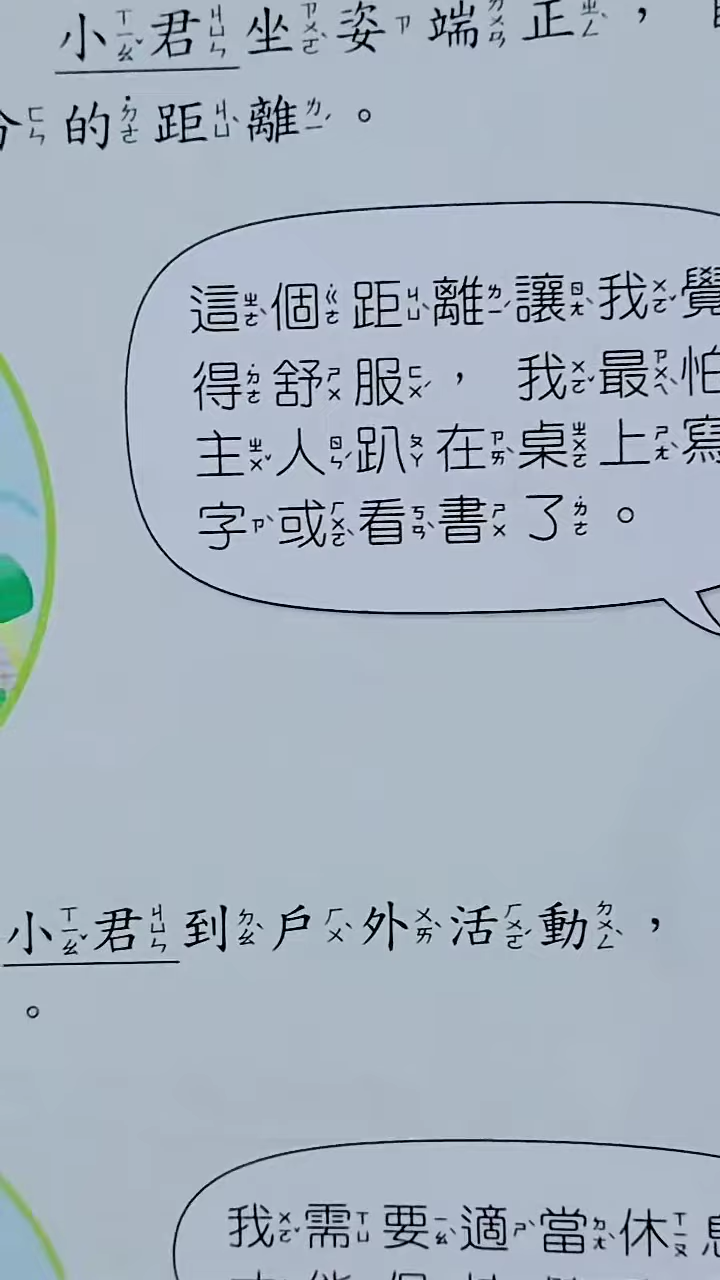 小君坐姿端正，
的距離。
這個距離讓我覺
得舒服，我最怕
主人趴在桌上寫
字或看書了。
小君到戶外活動，
。
我需要適當休息